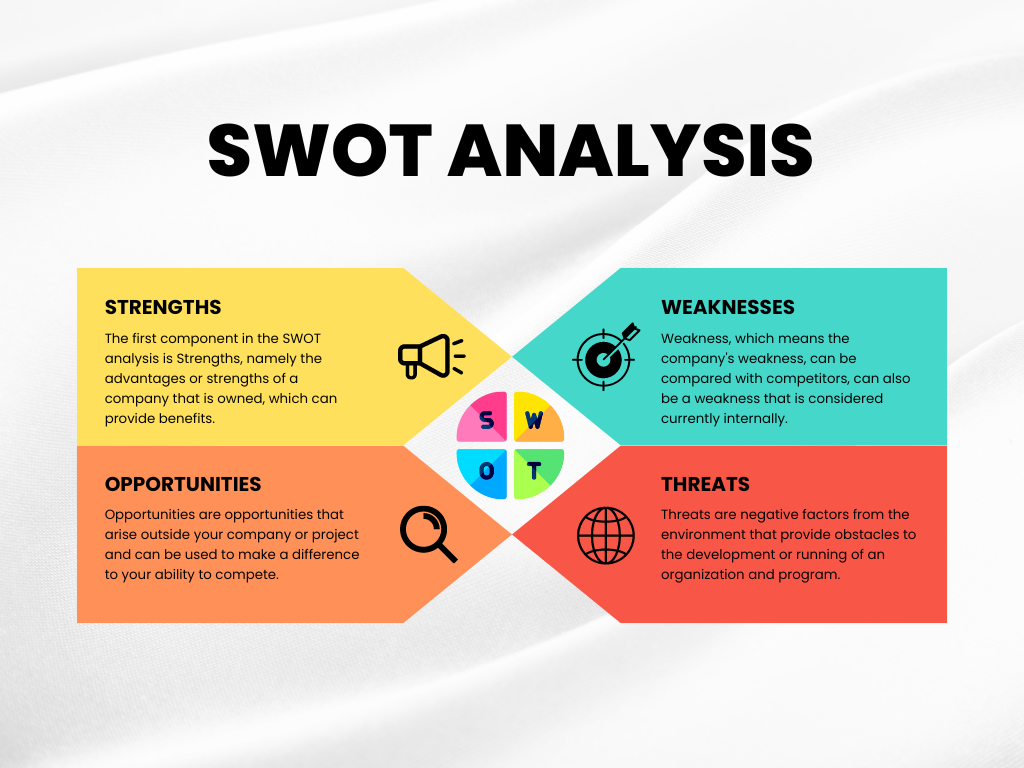 SWOT ANALYSIS
STRENGTHS
The first component in the SWOT
analysis is Strengths, namely the
advantages or strengths of a
company that is owned, which can
provide benefits.
WEAKNESSES
Weakness, which means the
company's weakness, can be
compared with competitors, can also
be a weakness that is considered
currently internally.
S W
O T
OPPORTUNITIES
Opportunities are opportunities that
arise outside your company or project
and can be used to make a difference
to your ability to compete.
THREATS
Threats are negative factors from the
environment that provide obstacles to
the development or running of an
organization and program.